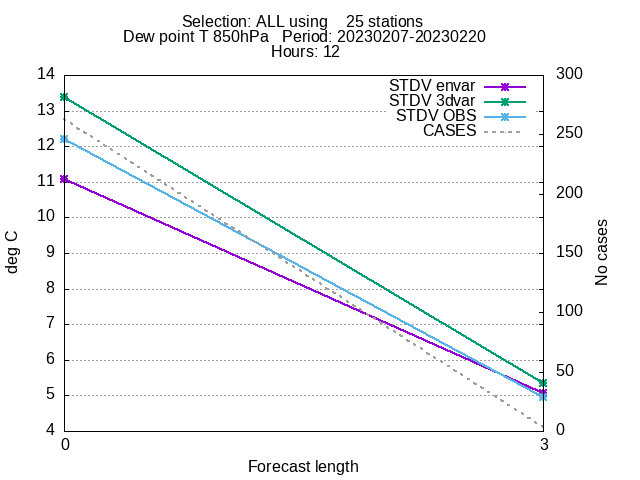 Selection: ALL using    25 stations
Dew point T 850hPa   Period: 20230207-20230220
Hours: 12
14
13
12
11
10
9
8
7
6
5
4
300
250
200
150
100
50
0
STDV envar
STDV 3dvar
STDV OBS
CASES
deg C
No cases
0
3
Forecast length